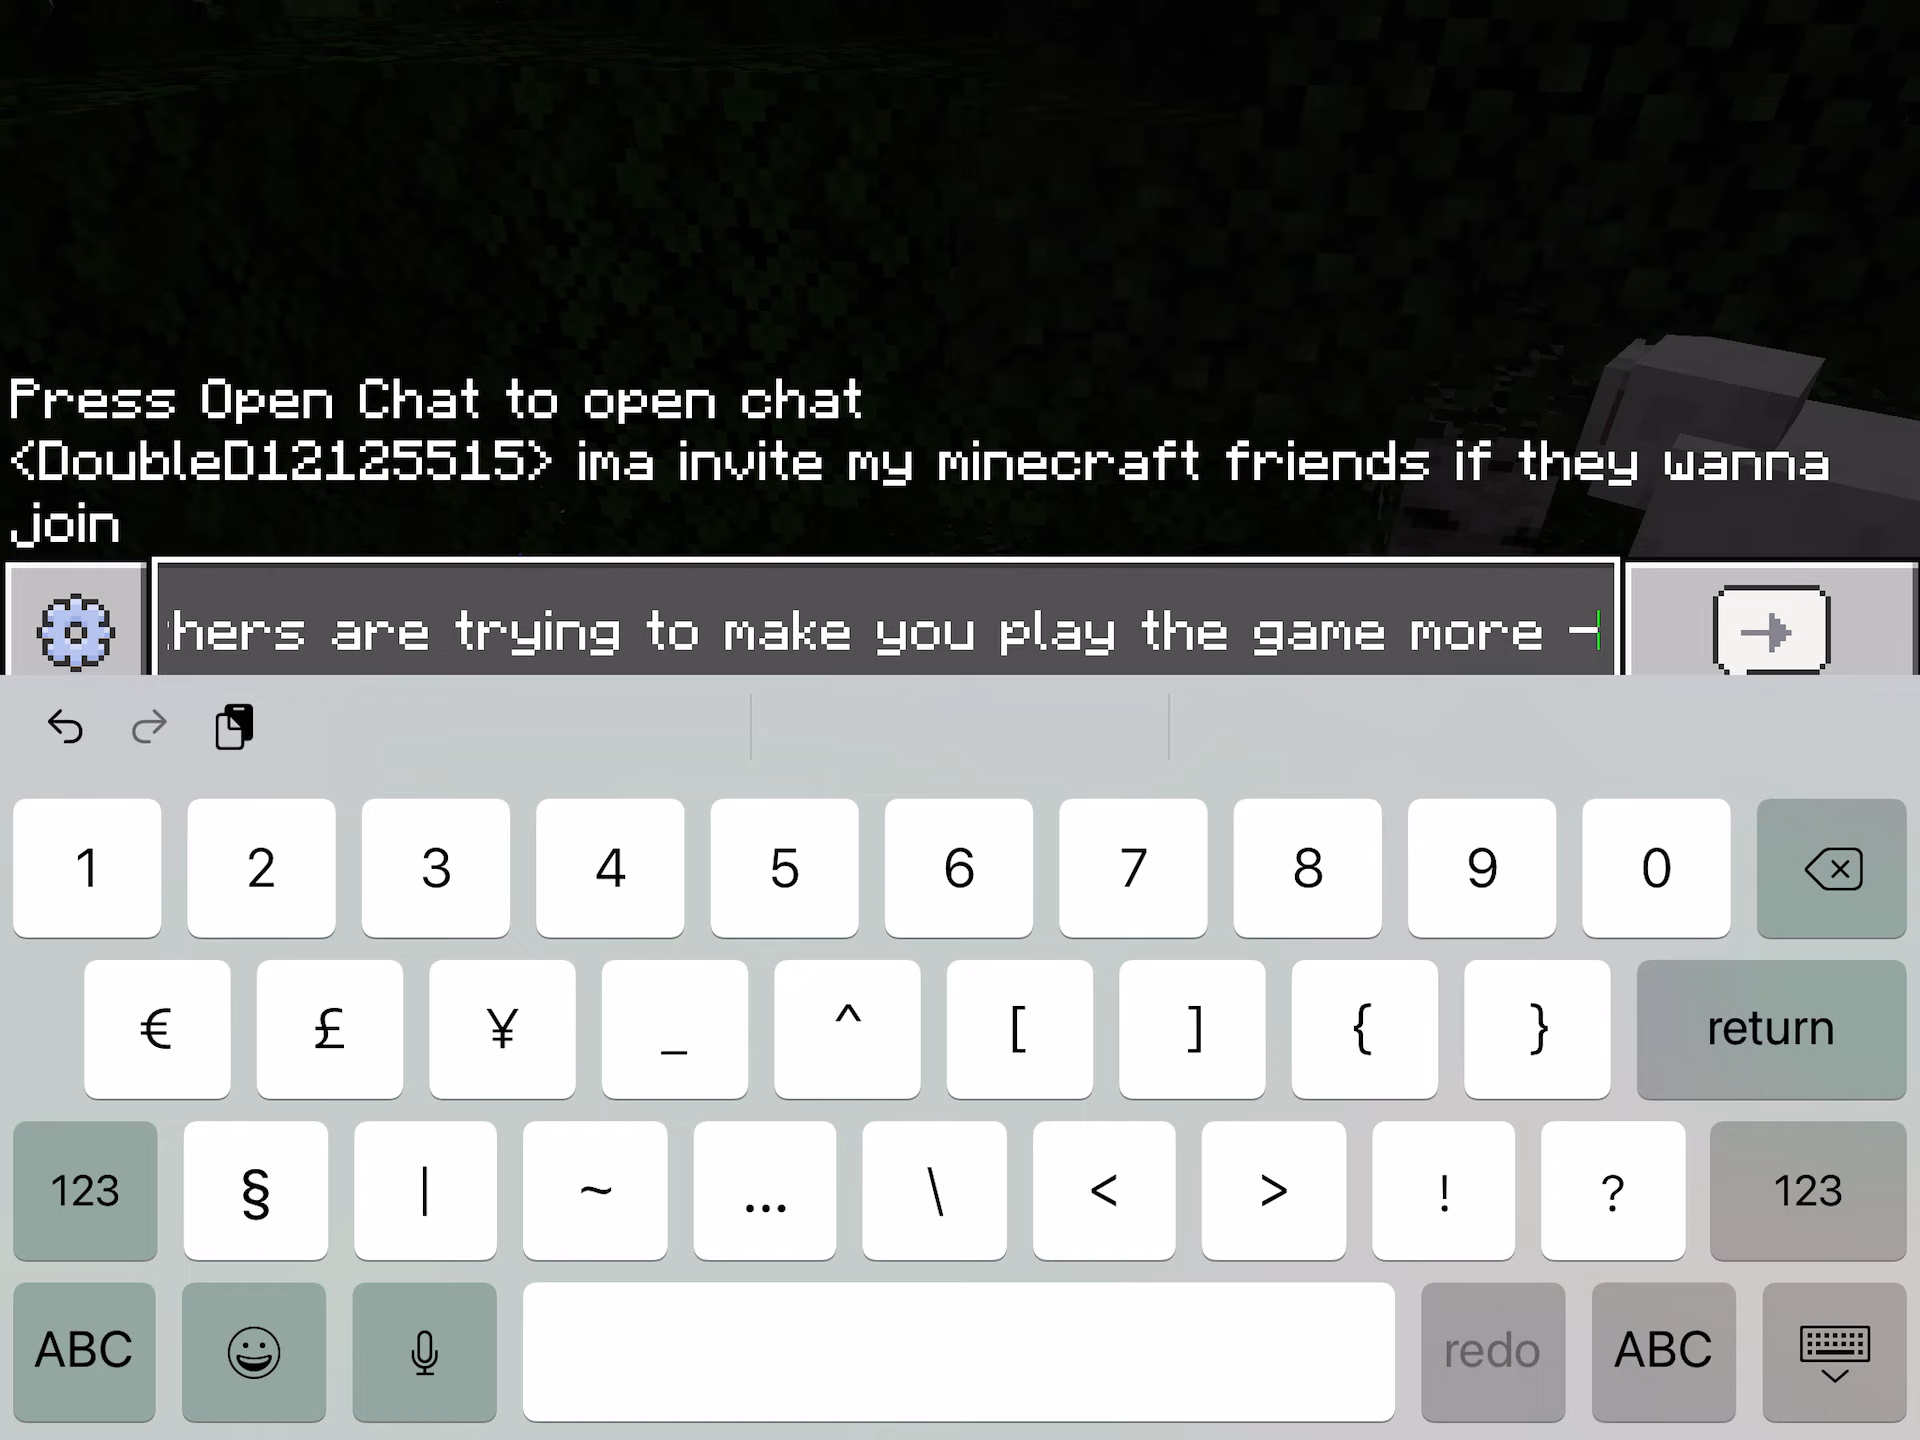 Press Open Chat to open chat
<DoubleD12125515> ima invite my minecraft friends if they wanna
join
hers are trying to make you play the game more -
1 2 3 4 5 6 7 8 9 0
€ £ ¥ _ ^ [ ] { } return
123 § | ~ ... \ < > ! ? 123
ABC redo ABC